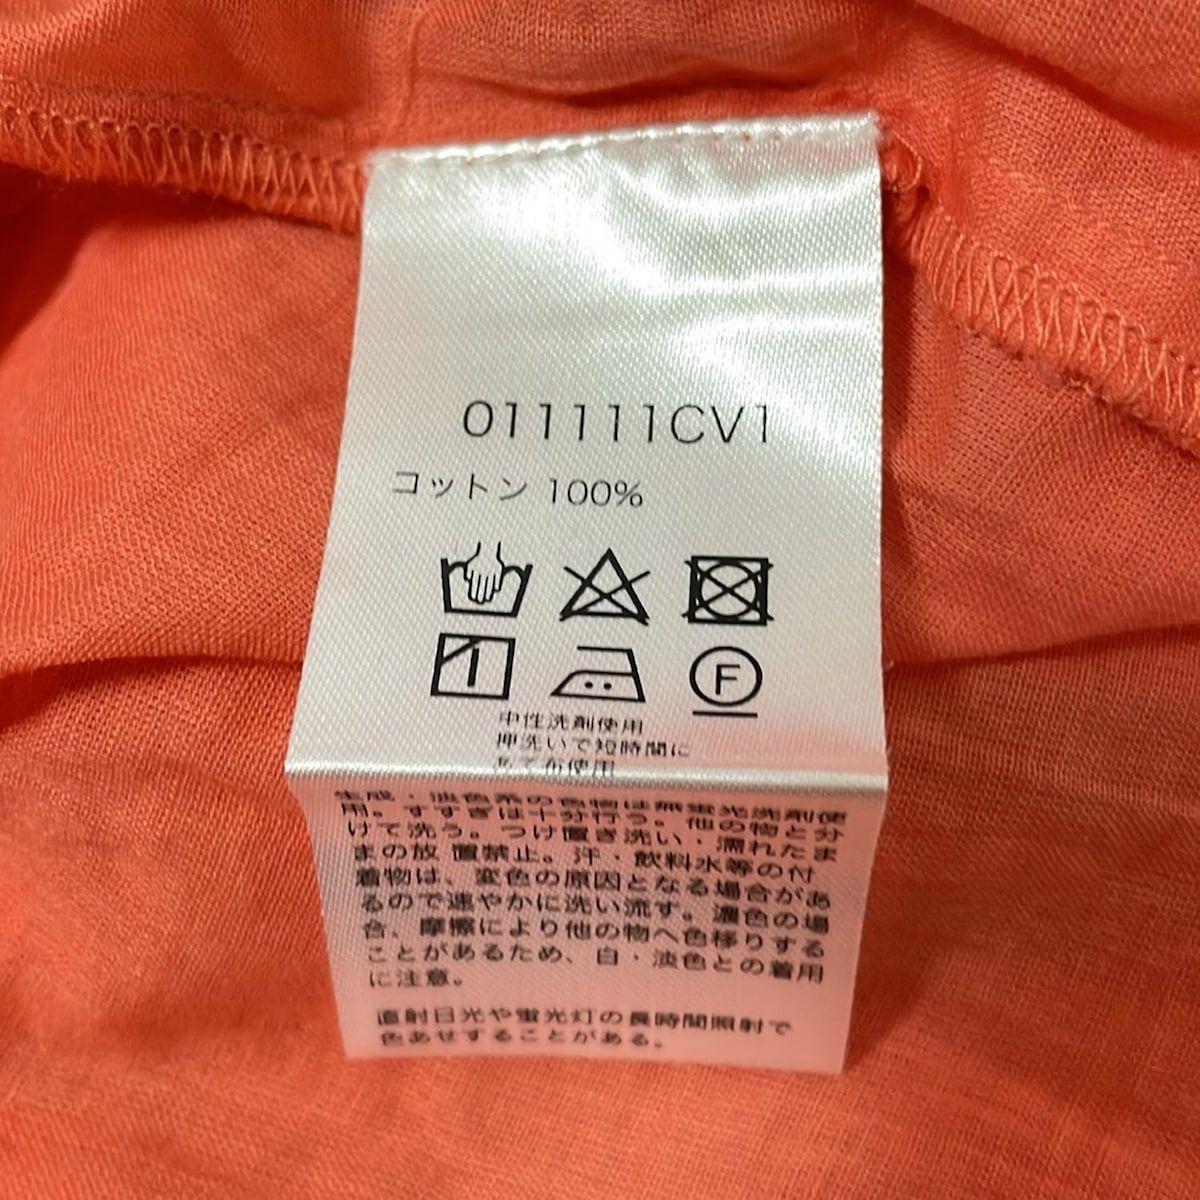 011111CV1
コットン 100%
F
中性洗剤使用
押洗いで短時間に
あて布使用
生成・淡色系の色物は無蛍光洗剤使
用。すすぎは十分行う。他の物と分
けて洗う。つけ置き洗い・濡れたま
まの放 置禁止。汗・飲料水等の付
着物は、変色の原因となる場合があ
るので速やかに洗い流す。濃色の場
合、摩擦により他の物へ色移りする
ことがあるため、白・淡色との着用
に注意。
直射日光や蛍光灯の長時間照射で
色あせすることがある。